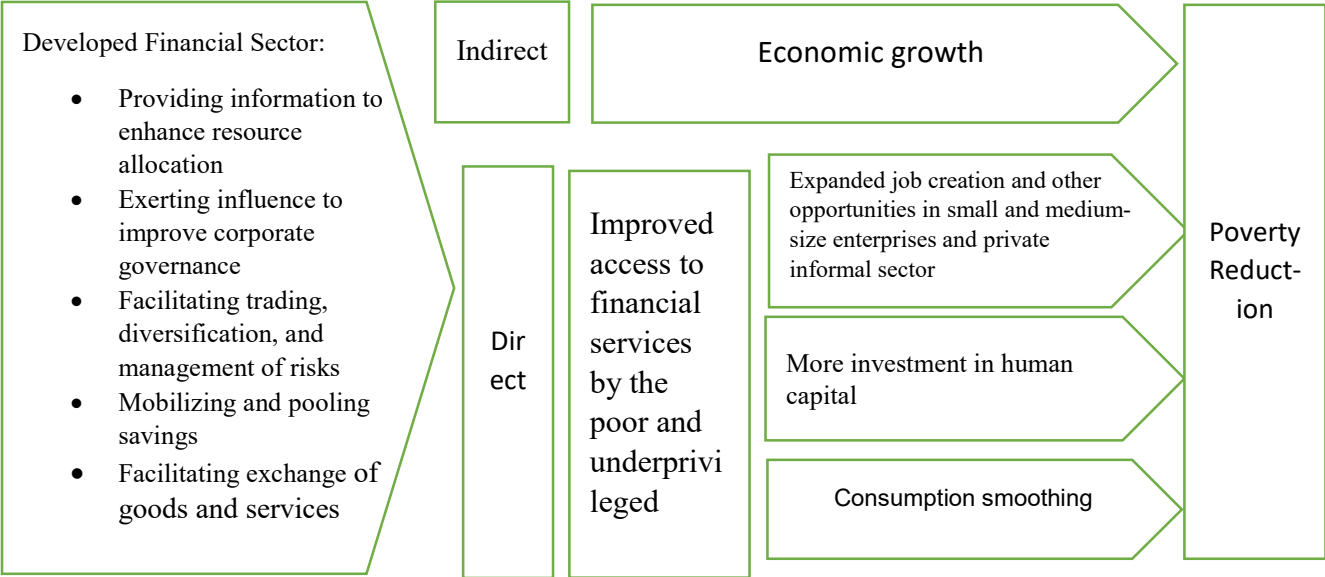 Developed Financial Sector:
• Providing information to
enhance resource
allocation
• Exerting influence to
improve corporate
governance
• Facilitating trading,
diversification, and
management of risks
• Mobilizing and pooling
savings
• Facilitating exchange of
goods and services
Indirect
Economic growth
Dir
ect
Improved
access to
financial
services
by the
poor and
underprivi
leged
Expanded job creation and other
opportunities in small and medium-
size enterprises and private
informal sector
More investment in human
capital
Consumption smoothing
Poverty
Reduct-
ion